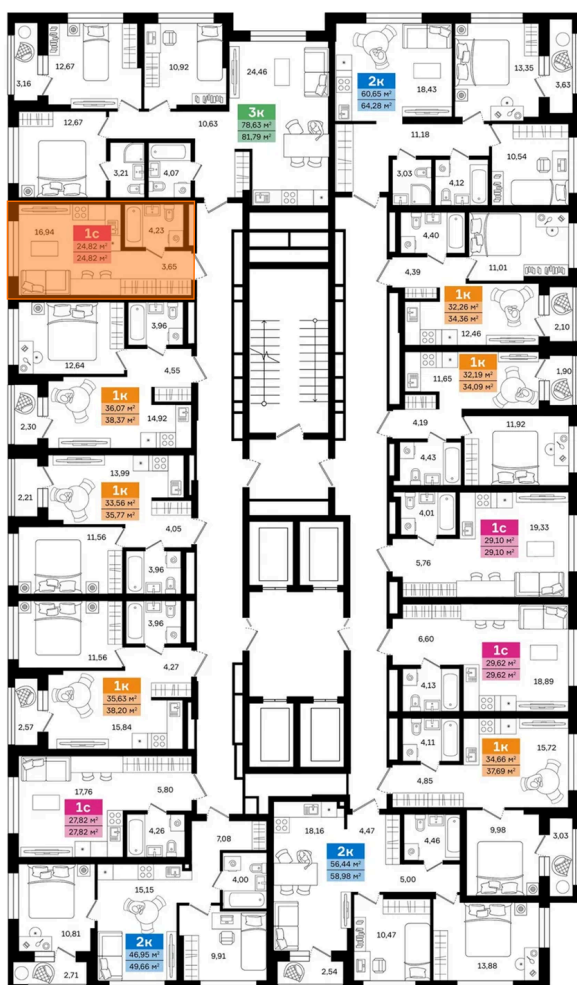 3,16
12,67
10,92
24,46
3к
78,63 м²
81,79 м²
12,67
10,63
3,21
4,07
2к
60,65 м²
64,28 м²
18,43
13,35
3,63
11,18
3,03
4,12
10,54
16,94
1с
24,82 м²
24,82 м²
4,23
3,65
4,40
4,39
11,01
1к
32,26 м²
34,36 м²
12,46
2,10
12,64
3,96
4,55
1к
36,07 м²
38,37 м²
14,92
2,30
11,65
1к
32,19 м²
34,09 м²
1,90
4,19
4,43
11,92
13,99
2,21
1к
33,56 м²
35,77 м²
4,05
11,56
3,96
4,01
1с
29,10 м²
29,10 м²
19,33
5,76
3,96
11,56
4,27
1к
35,63 м²
38,20 м²
2,57
15,84
6,60
1с
29,62 м²
29,62 м²
4,13
18,89
4,11
1к
34,66 м²
37,69 м²
15,72
4,85
17,76
5,80
1с
27,82 м²
27,82 м²
4,26
7,08
18,16
4,47
2к
56,44 м²
58,98 м²
4,46
5,00
9,98
3,03
4,00
15,15
10,81
2к
46,95 м²
49,66 м²
2,71
9,91
2,54
10,47
13,88